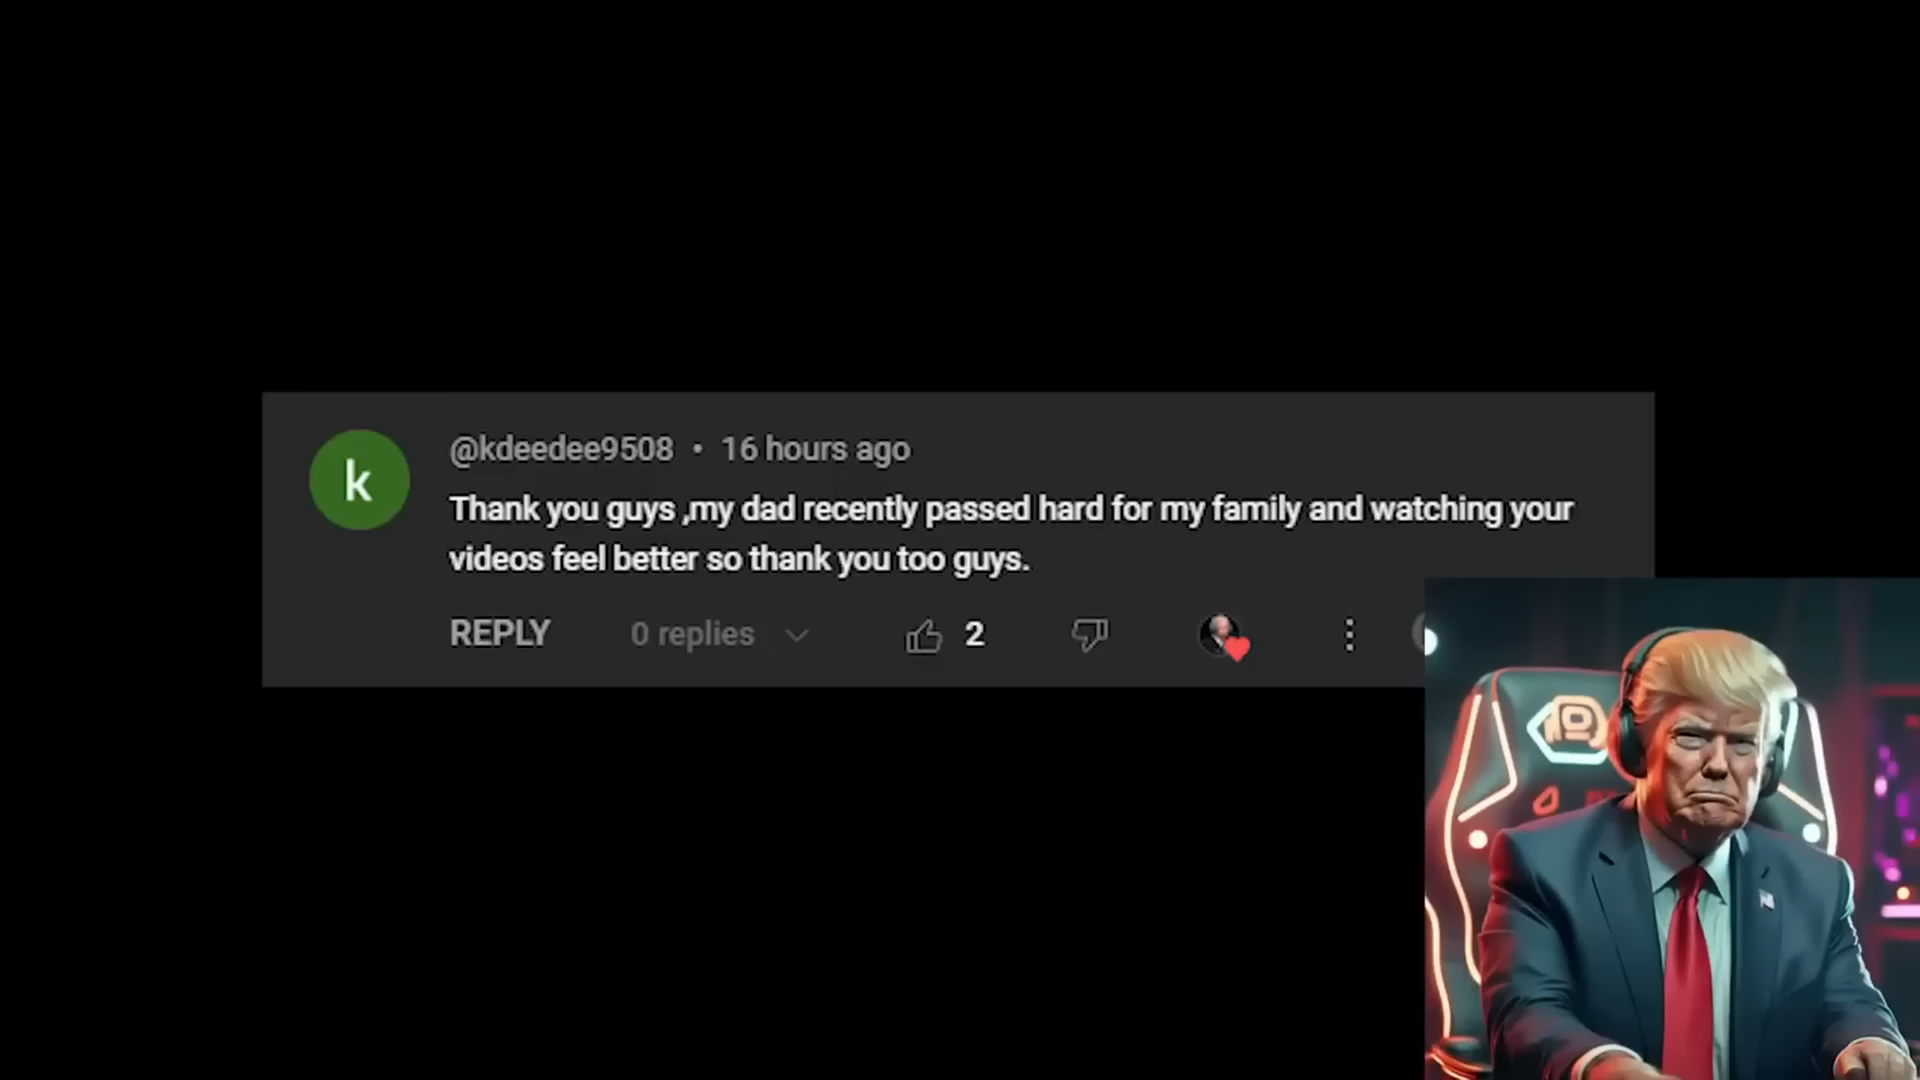 k
@kdeedee9508 • 16 hours ago
Thank you guys ,my dad recently passed hard for my family and watching your
videos feel better so thank you too guys.
REPLY 0 replies 2